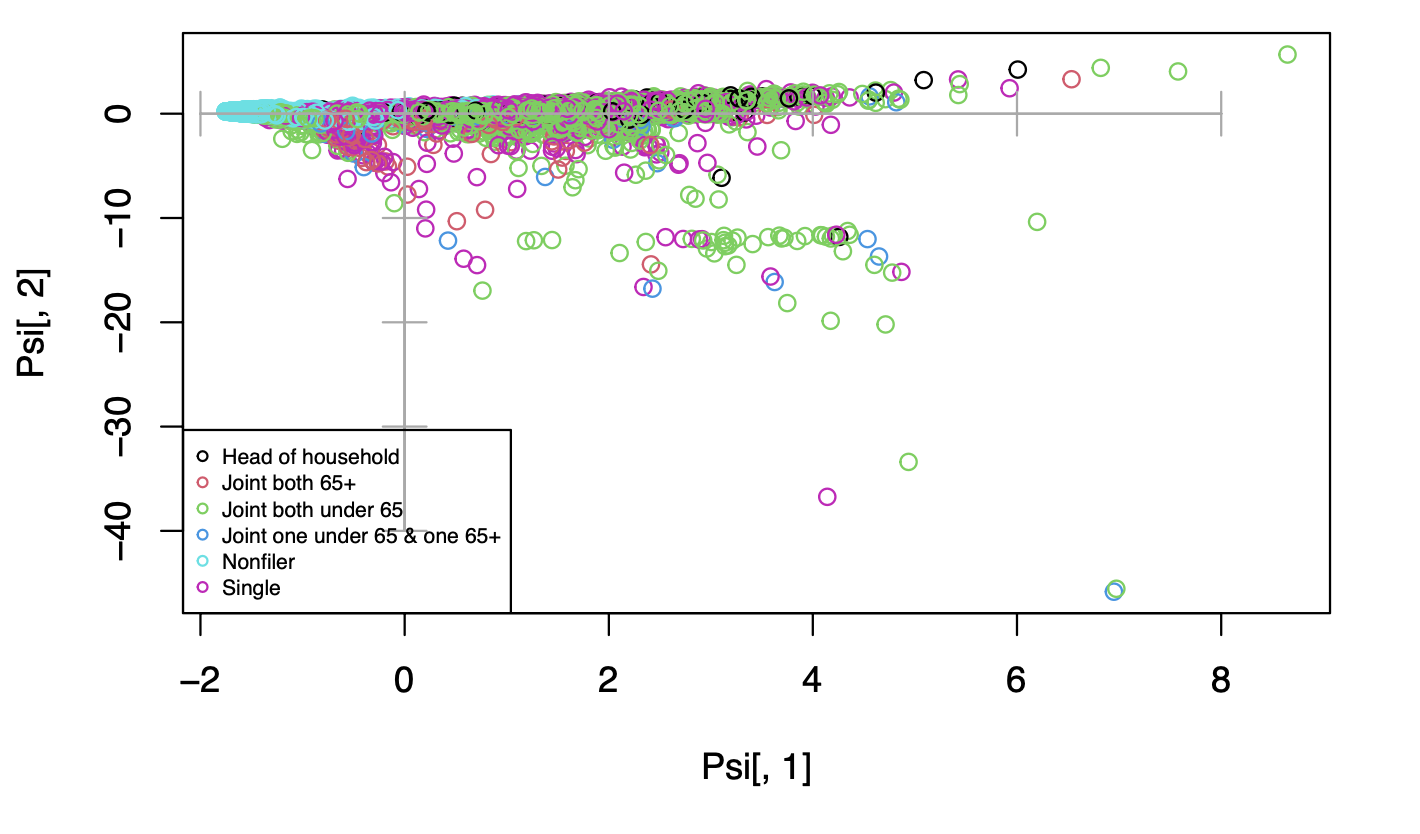 Psi[, 2]
0
−10
−20
−30
−40
Head of household
Joint both 65+
Joint both under 65
Joint one under 65 & one 65+
Nonfiler
Single
−2 0 2 4 6 8
Psi[, 1]